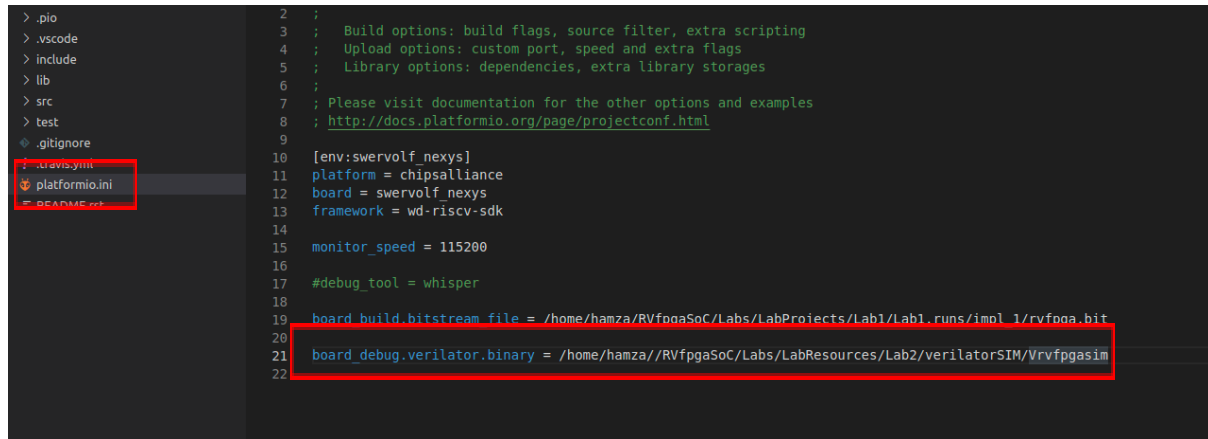 .pio
.vscode
include
lib
src
test
.gitignore
.travis.yml
platformio.ini
README.rst
2 ;
3 ;   Build options: build flags, source filter, extra scripting
4 ;   Upload options: custom port, speed and extra flags
5 ;   Library options: dependencies, extra library storages
6 ;
7 ; Please visit documentation for the other options and examples
8 ; http://docs.platformio.org/page/projectconf.html
9
10 [env:swervolf_nexys]
11 platform = chipsalliance
12 board = swervolf_nexys
13 framework = wd-riscv-sdk
14
15 monitor_speed = 115200
16
17 #debug_tool = whisper
18
19 board_build.bitstream_file = /home/hamza/RVfpgaSoC/Labs/LabProjects/Lab1/Lab1.runs/impl_1/rvfpga.bit
20
21 board_debug.verilator.binary = /home/hamza//RVfpgaSoC/Labs/LabResources/Lab2/verilatorSIM/Vrvfpgasim
22